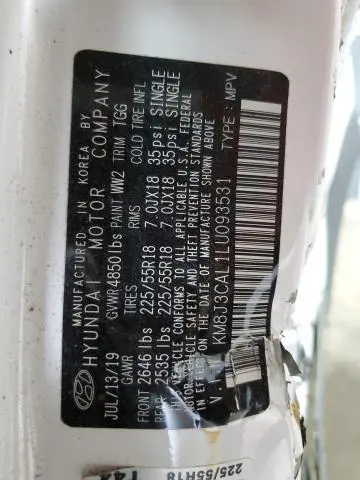 MANUFACTURED IN KOREA BY
HYUNDAI MOTOR COMPANY
JUL/13/19 GVWR 4850lbs PAINT WW2 TRIM TGG
GAWR TIRES RIMS COLD TIRE INFL
FRONT 2646 lbs 225/55R18 7.0JX18 35psi SINGLE
REAR 2535 lbs 225/55R18 7.0JX18 35psi SINGLE
THIS VEHICLE CONFORMS TO ALL APPLICABLE U.S.A. FEDERAL
MOTOR VEHICLE SAFETY AND THEFT PREVENTION STANDARDS
IN EFFECT ON THE DATE OF MANUFACTURE SHOWN ABOVE
V.I.N KM8J3CAL1LU093531 TYPE: MPV
225/55R18